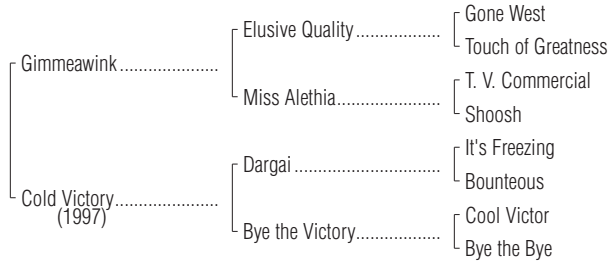 Gone West
Elusive Quality
Touch of Greatness
Gimmeawink
T. V. Commercial
Miss Alethia
Shoosh
It's Freezing
Dargai
Bounteous
Cold Victory
(1997)
Cool Victor
Bye the Victory
Bye the Bye